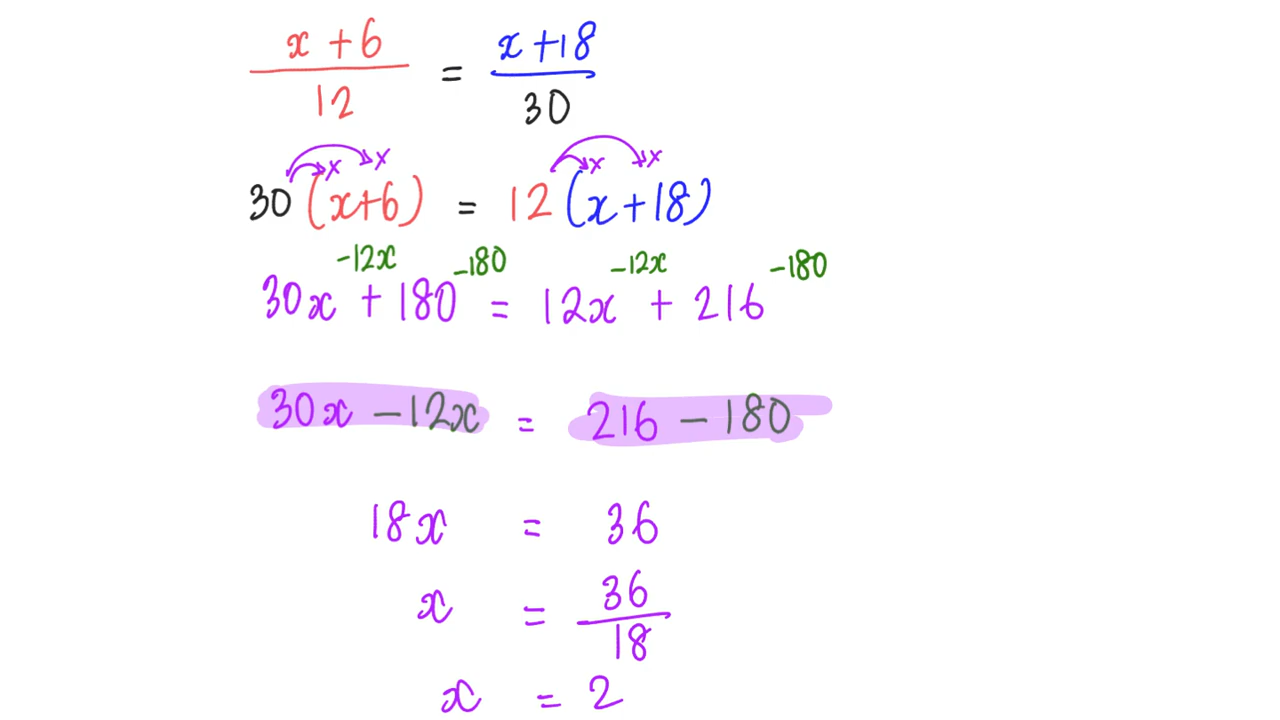 x + 6 / 12 = x + 18 / 30
x x x x
30 (x+6) = 12 (x+18)
-12x -180 -12x -180
30x + 180 = 12x + 216
30x - 12x = 216 - 180
18x = 36
x = 36 / 18
x = 2